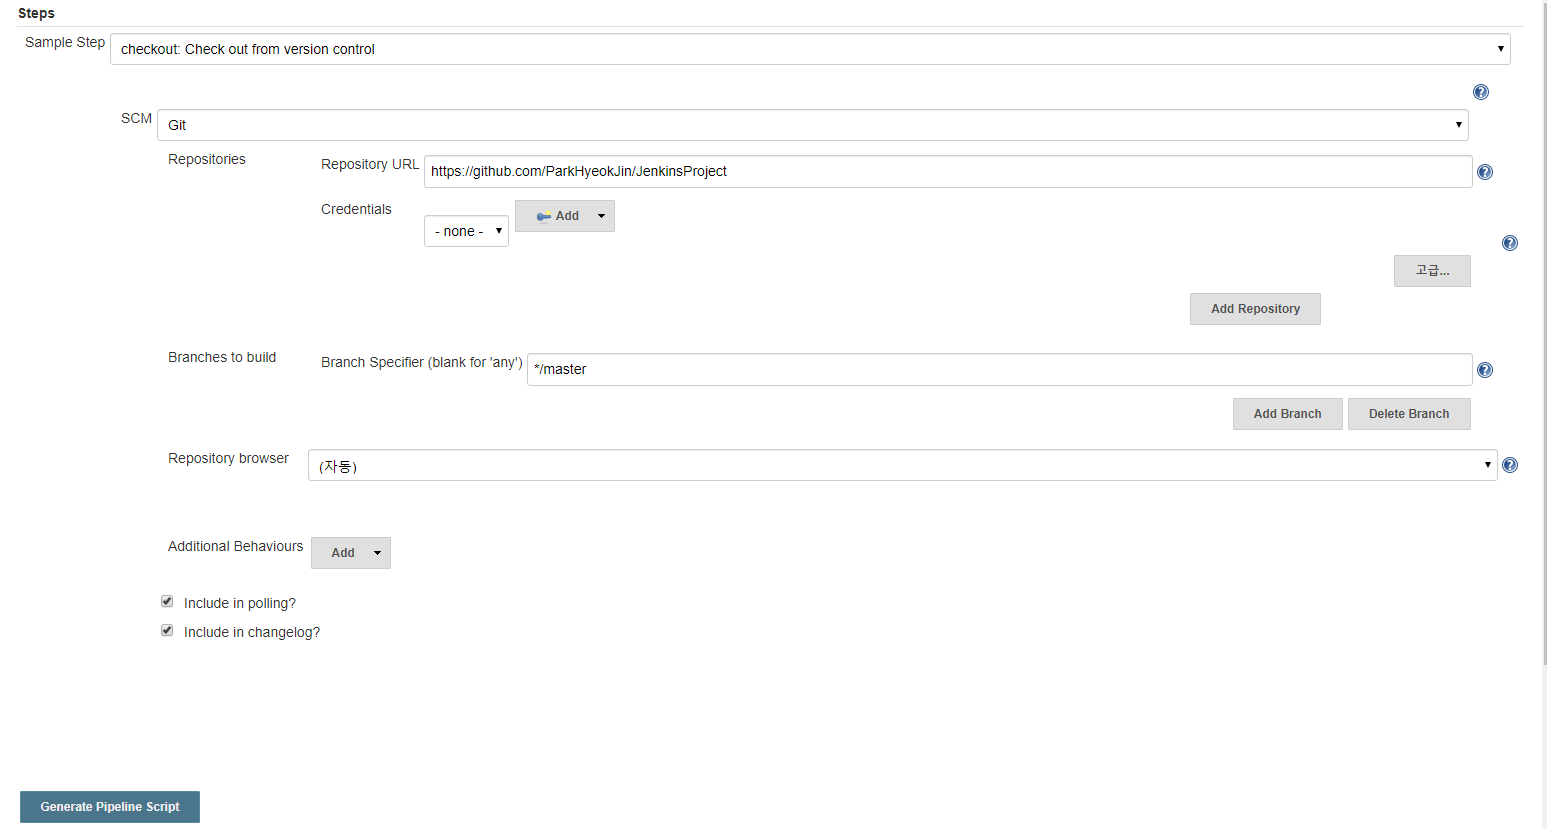 Steps
Sample Step checkout: Check out from version control
SCM Git
Repositories Repository URL https://github.com/ParkHyeokJin/JenkinsProject
Credentials - none - Add
고급...
Add Repository
Branches to build Branch Specifier (blank for 'any') */master
Add Branch Delete Branch
Repository browser (자동)
Additional Behaviours Add
Include in polling?
Include in changelog?
Generate Pipeline Script